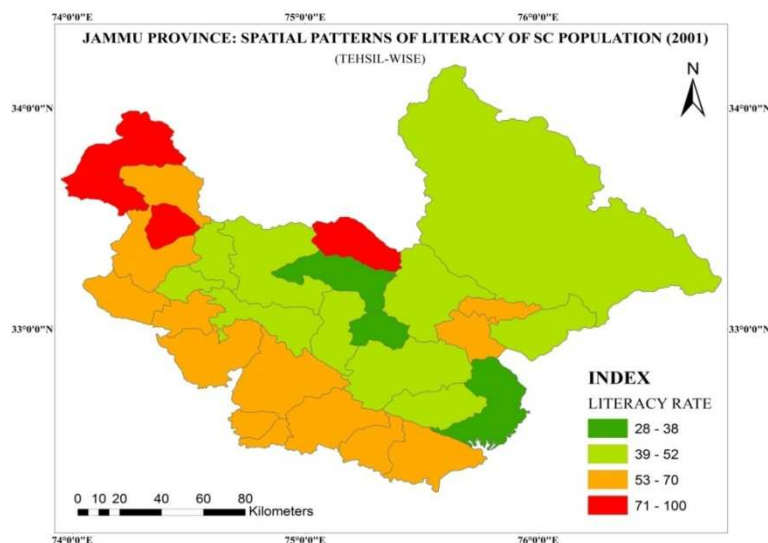 74°0'0"E 75°0'0"E 76°0'0"E
JAMMU PROVINCE: SPATIAL PATTERNS OF LITERACY OF SC POPULATION (2001)
(TEHSIL-WISE)
N
34°0'0"N 34°0'0"N
33°0'0"N 33°0'0"N
INDEX
LITERACY RATE
28 - 38
39 - 52
53 - 70
71 - 100
0 10 20 40 60 80
Kilometers
74°0'0"E 75°0'0"E 76°0'0"E